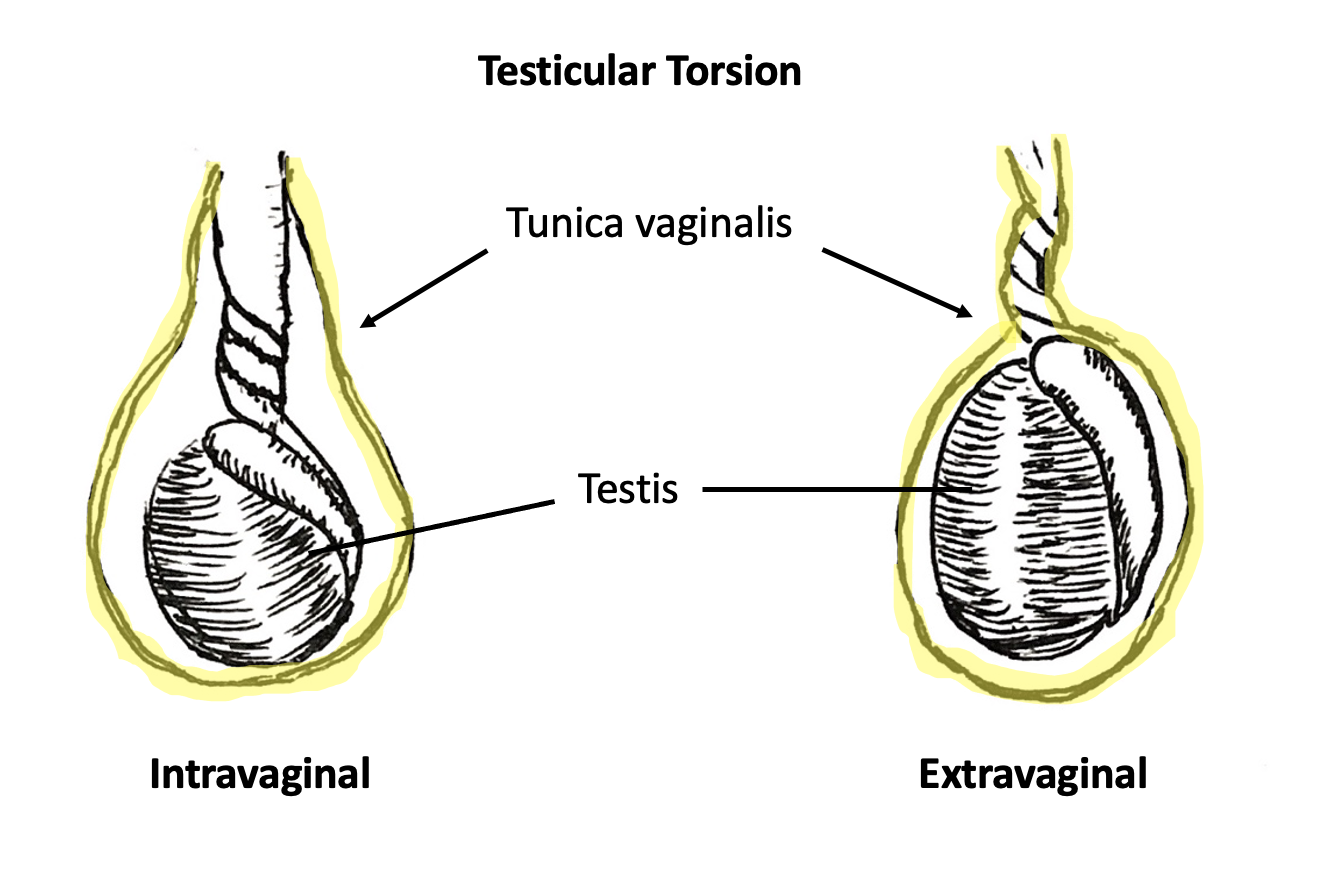 Testicular Torsion
Tunica vaginalis
Testis
Intravaginal
Extravaginal